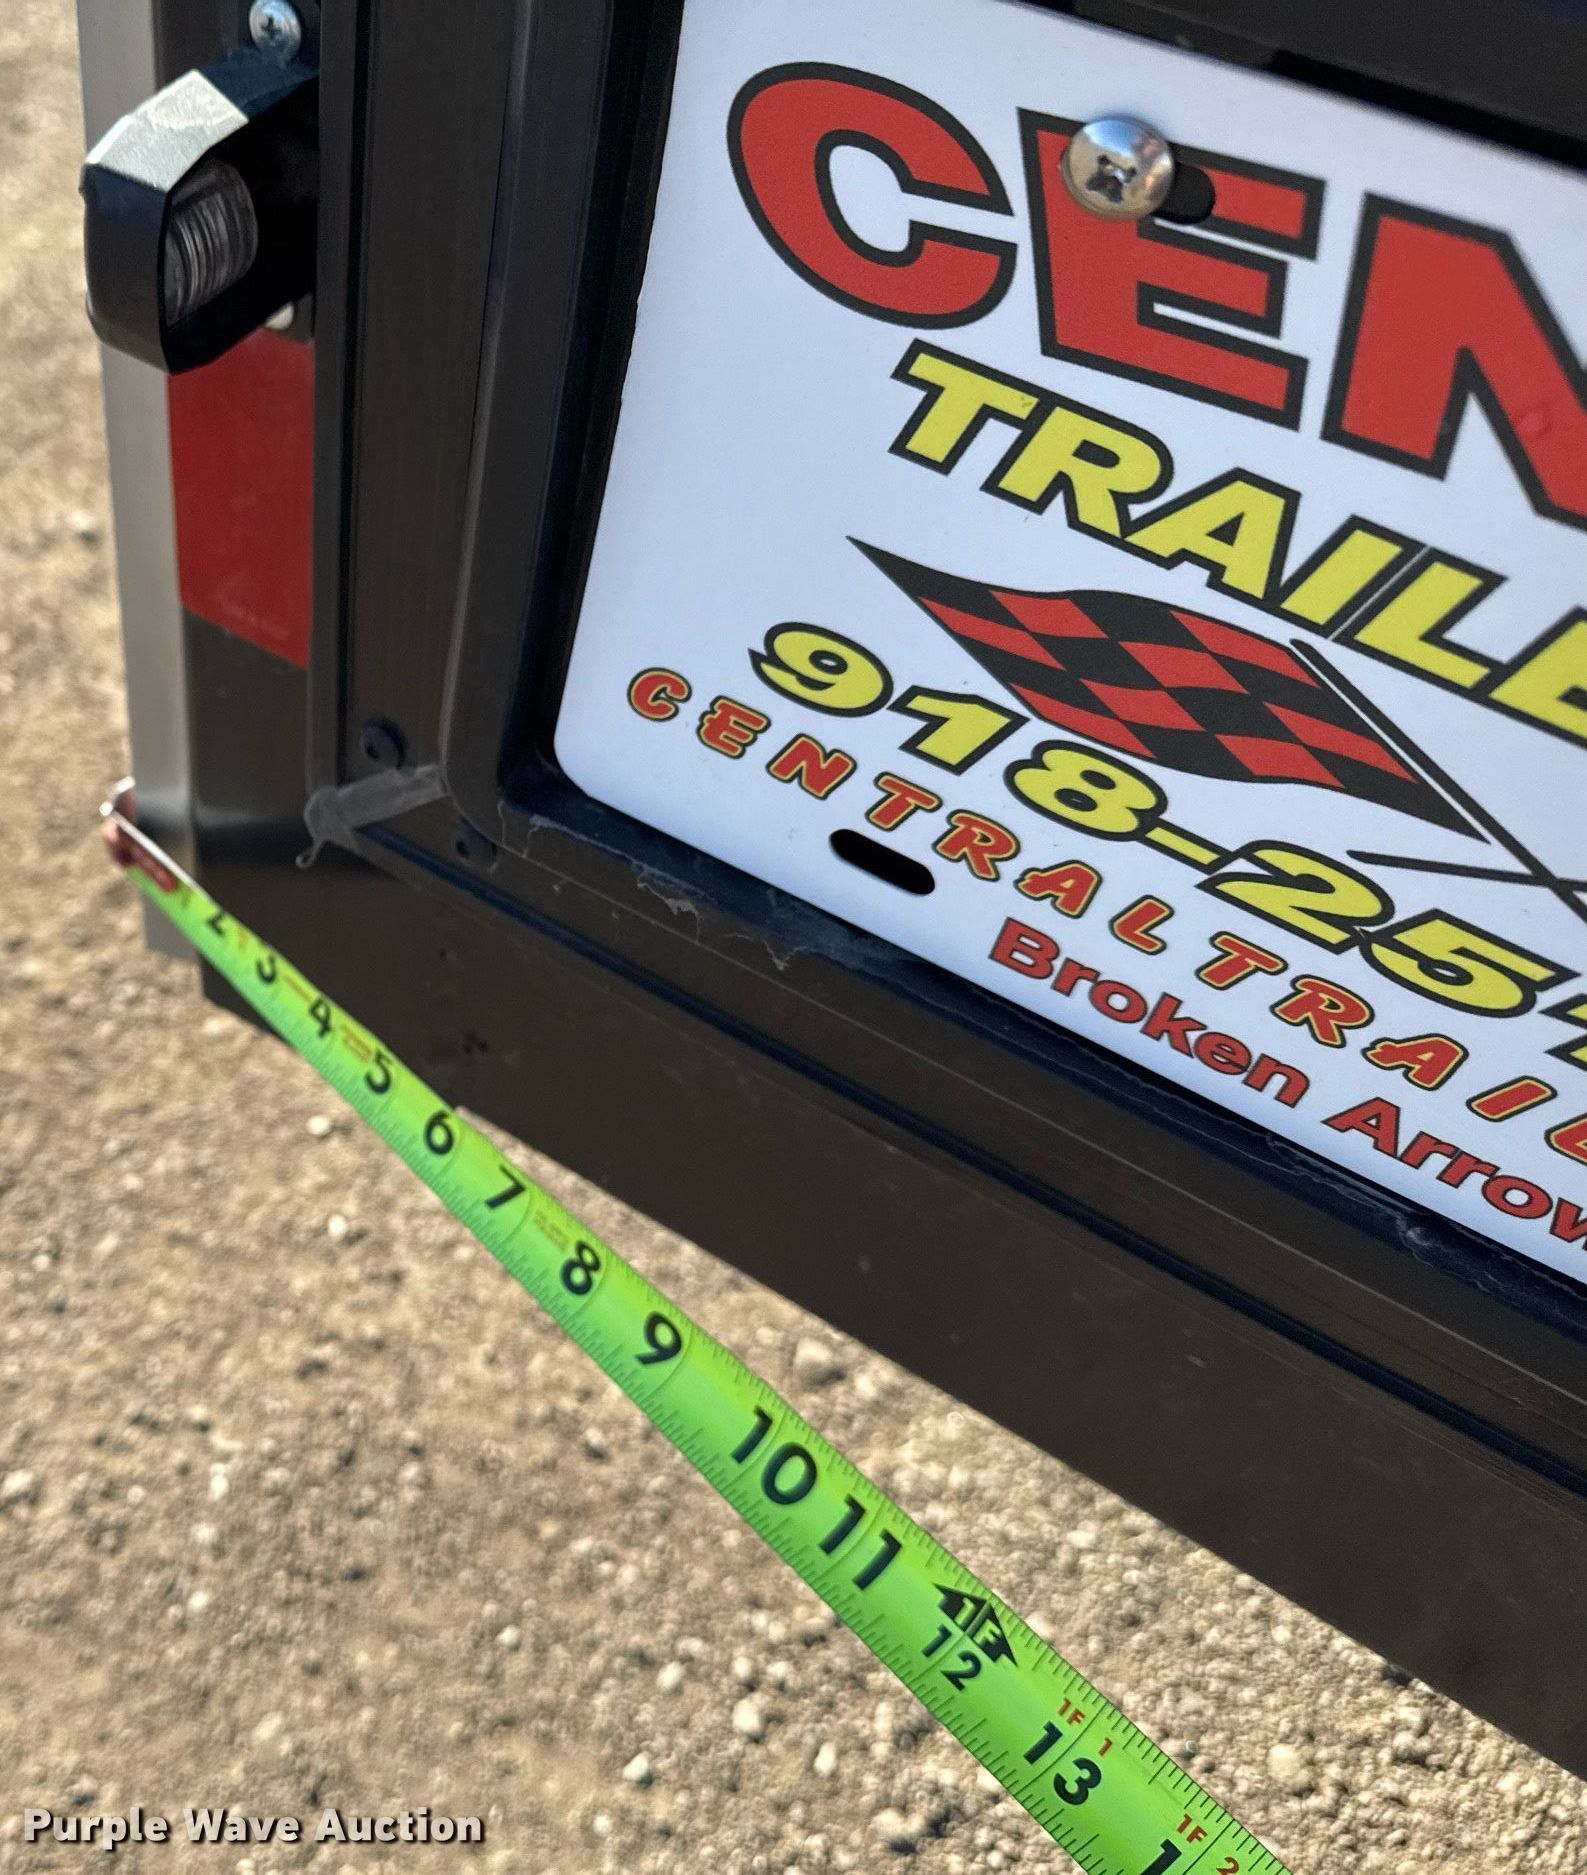 CEN
TRAILE
918-25
CENTRALTRAIL
Broken Arrow
2 3 4 5 6 7 8 9 10 11 12 13 1
1F
1F 1
1F 2
Purple Wave Auction